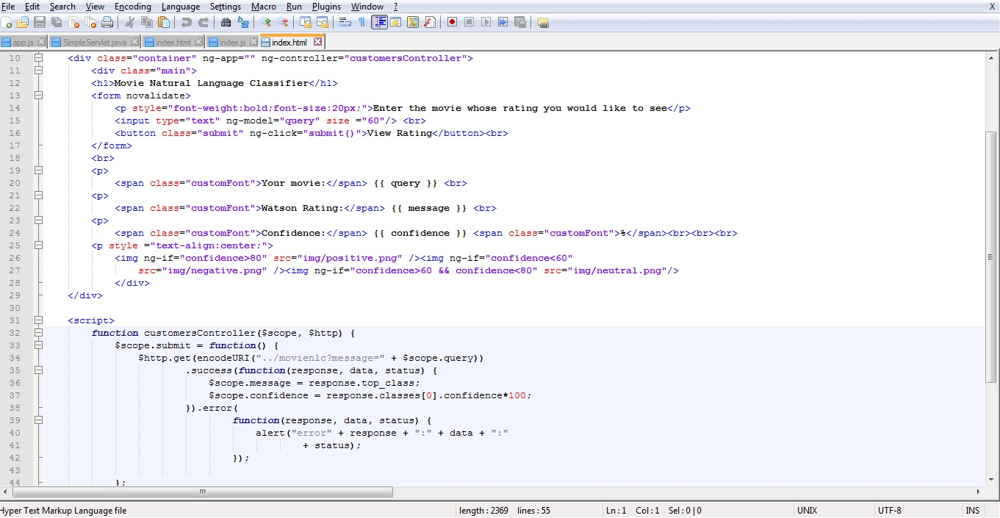 File Edit Search View Encoding Language Settings Macro Run Plugins Window ? X
app.js SimpleServlet.java index.html index.js index.html
10 <div class="container" ng-app="" ng-controller="customersController">
11 <div class="main">
12 <h1>Movie Natural Language Classifier</h1>
13 <form novalidate>
14 <p style="font-weight:bold;font-size:20px;">Enter the movie whose rating you would like to see</p>
15 <input type="text" ng-model="query" size ="60"/> <br>
16 <button class="submit" ng-click="submit()">View Rating</button><br>
17 </form>
18 <br>
19 <p>
20 <span class="customFont">Your movie:</span> {{ query }} <br>
21 <p>
22 <span class="customFont">Watson Rating:</span> {{ message }} <br>
23 <p>
24 <span class="customFont">Confidence:</span> {{ confidence }} <span class="customFont">%</span><br><br><br>
25 <p style ="text-align:center;">
26 <img ng-if="confidence>80" src="img/positive.png" /><img ng-if="confidence<60"
27 src="img/negative.png" /><img ng-if="confidence>60 && confidence<80" src="img/neutral.png"/>
28 </div>
29 </div>
30
31 <script>
32 function customersController($scope, $http) {
33 $scope.submit = function() {
34 $http.get(encodeURI("../movienlc?message=" + $scope.query))
35 .success(function(response, data, status) {
36 $scope.message = response.top_class;
37 $scope.confidence = response.classes[0].confidence*100;
38 }).error(
39 function(response, data, status) {
40 alert("error" + response + ":" + data + ":"
41 + status);
42 });
43
44 };
Hyper Text Markup Language file length : 2369 lines : 55 Ln : 1 Col : 1 Sel : 0 | 0 UNIX UTF-8 INS